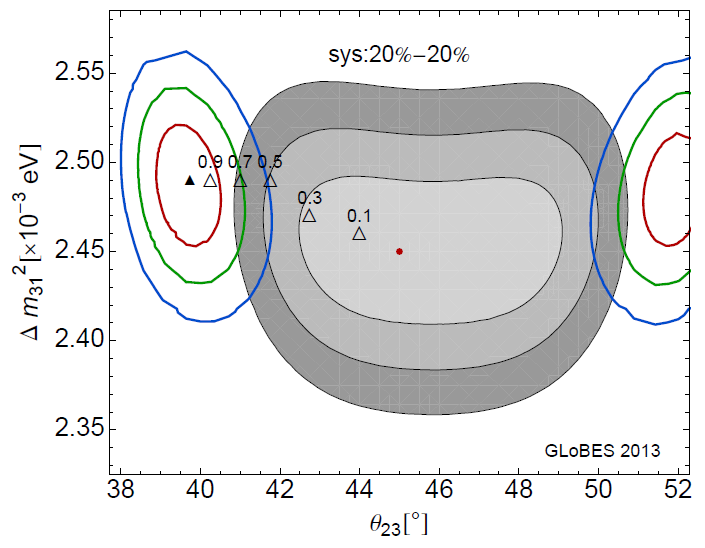 sys:20%−20%
2.55
2.50
2.45
2.40
2.35
Δ m₃₁²[×10⁻³ eV]
0.9 0.7 0.5
0.3
0.1
GLoBES 2013
38 40 42 44 46 48 50 52
θ₂₃[°]